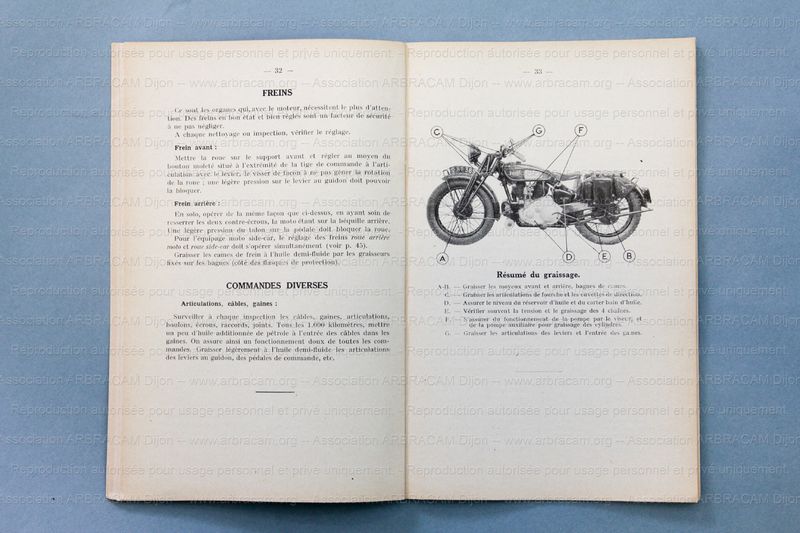 — 32 —
FREINS
Ce sont les organes qui, avec le moteur, nécessitent le plus d'atten-
tion. Des freins en bon état et bien réglés sont un facteur de sécurité
à ne pas négliger.
A chaque nettoyage ou inspection, vérifier le réglage.
Frein avant :
Mettre la roue sur le support avant et régler au moyen du
bouton moleté situé à l'extrémité de la tige de commande à l'arti-
culation avec le levier, le visser de façon à ne pas gêner la rotation
de la roue ; une légère pression sur le levier au guidon doit pouvoir
la bloquer.
Frein arrière :
En solo, opérer de la même façon que ci-dessus, en ayant soin de
resserrer les deux contre-écrous, la moto étant sur la béquille arrière.
Une légère pression du talon sur la pédale doit bloquer la roue.
Pour l'équipage moto side-car, le réglage des freins roue arrière
moto et roue side-car doit s'opérer simultanément (voir p. 45).
Graisser les cames de frein à l'huile demi-fluide par les graisseurs
fixés sur les bagues (côté des flasques de protection).
COMMANDES DIVERSES
Articulations, câbles, gaines :
Surveiller à chaque inspection les câbles, gaines, articulations,
boulons, écrous, raccords, joints. Tous les 1.000 kilomètres, mettre
un peu d'huile additionnée de pétrole à l'entrée des câbles dans les
gaines. On assure ainsi un fonctionnement doux de toutes les com-
mandes. Graisser légèrement à l'huile demi-fluide les articulations
des leviers au guidon, des pédales de commande, etc.
— 33 —
C
G
F
A
D
E
B
Résumé du graissage.
A-B. — Graisser les moyeux avant et arrière, bagues de cames.
C. — Graisser les articulations de fourche et les cuvettes de direction.
D. — Assurer le niveau du réservoir d'huile et du carter bain d'huile.
E. — Vérifier souvent la tension et le graissage des 4 chaînes.
F. — S'assurer du fonctionnement de la pompe par le viseur, et
de la pompe auxiliaire pour graissage des cylindres.
G. — Graisser les articulations des leviers et l'entrée des gaines.
Association ARBRACAM Dijon -- www.arbracam.org -- Association ARBRACAM Dijon
Reproduction autorisée pour usage personnel et privé uniquement.